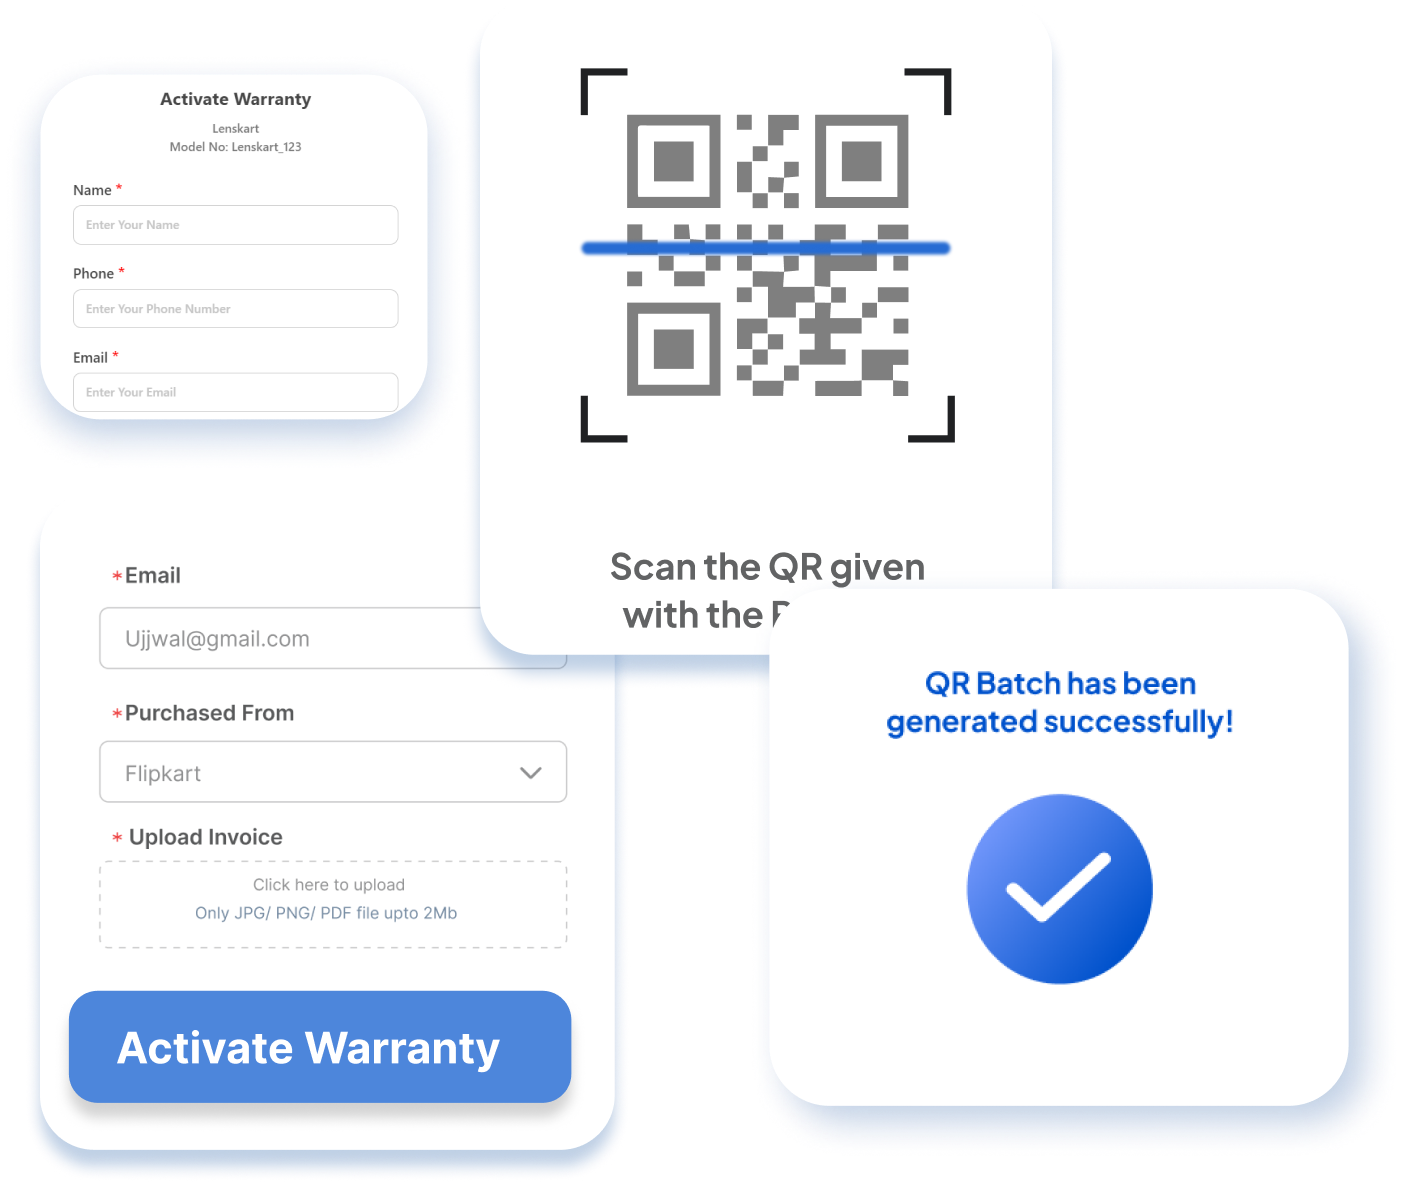 Activate Warranty
Lenskart
Model No: Lenskart_123
Name *
Enter Your Name
Phone *
Enter Your Phone Number
Email *
Enter Your Email
Scan the QR given
with the
*Email
Ujjwal@gmail.com
*Purchased From
Flipkart
* Upload Invoice
Click here to upload
Only JPG/ PNG/ PDF file upto 2Mb
Activate Warranty
QR Batch has been
generated successfully!